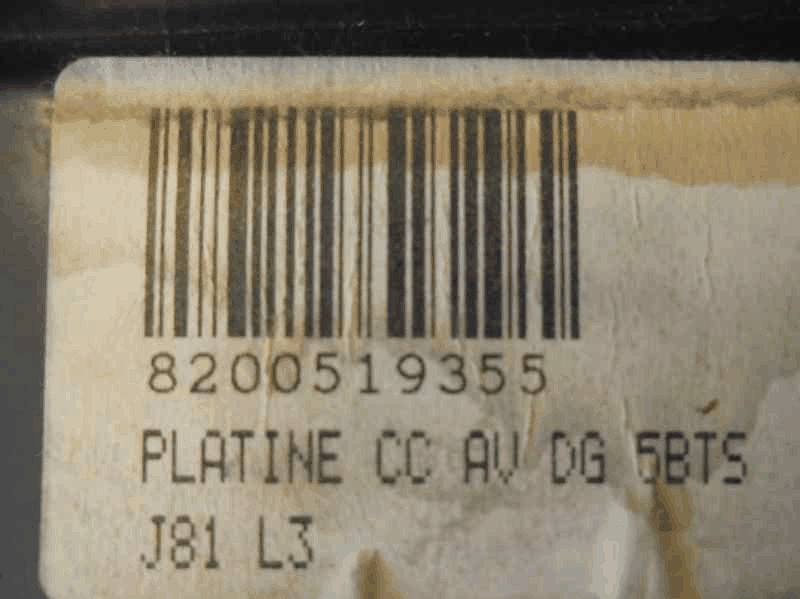 8200519355
PLATINE CC AV DG 5BTS
J81 L3